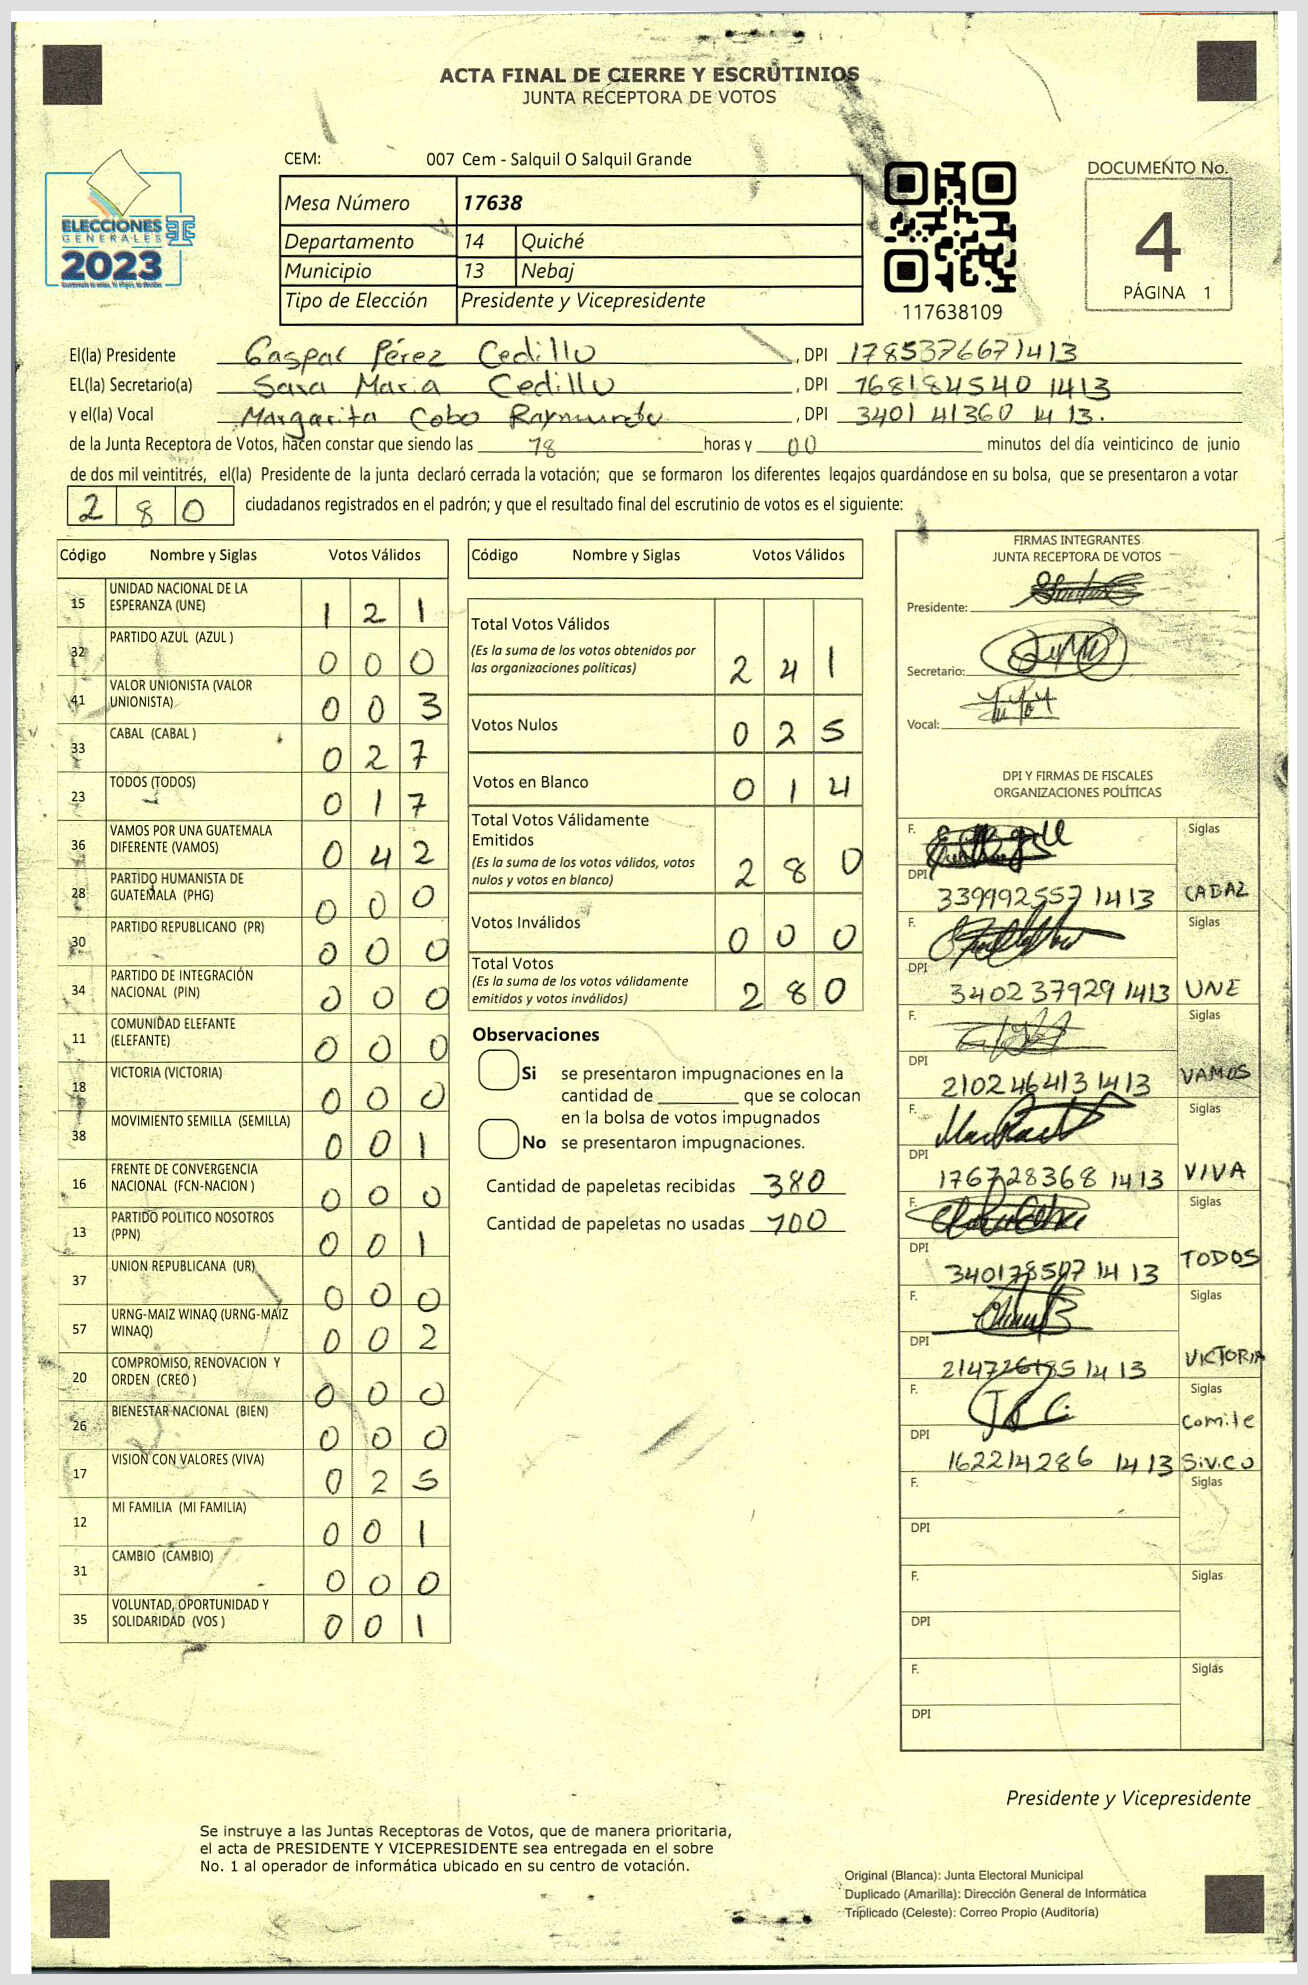 ACTA FINAL DE CIERRE Y ESCRUTINIOS
JUNTA RECEPTORA DE VOTOS
CEM: 007 Cem - Salquil O Salquil Grande
DOCUMENTO No.
4
PÁGINA 1
ELECCIONES
GENERALES
2023
Mesa Número 17638
Departamento 14 Quiché
Municipio 13 Nebaj
Tipo de Elección Presidente y Vicepresidente
117638109
El(la) Presidente Gaspar Pérez Cedillo , DPI 1785376671413
EL(la) Secretario(a) Sara Maria Cedillo , DPI 768184540 1413
y el(la) Vocal Margarita Cobo Raymundo , DPI 3401 41360 14 13.
de la Junta Receptora de Votos, hacen constar que siendo las 18 horas y 00 minutos del día veinticinco de junio
de dos mil veintitrés, el(la) Presidente de la junta declaró cerrada la votación; que se formaron los diferentes legajos quardándose en su bolsa, que se presentaron a votar
280 ciudadanos registrados en el padrón; y que el resultado final del escrutinio de votos es el siguiente:
Código Nombre y Siglas Votos Válidos
15 UNIDAD NACIONAL DE LA ESPERANZA (UNE) 1 2 1
32 PARTIDO AZUL (AZUL ) 0 0 0
41 VALOR UNIONISTA (VALOR UNIONISTA) 0 0 3
33 CABAL (CABAL ) 0 2 7
23 TODOS (TODOS) 0 1 7
36 VAMOS POR UNA GUATEMALA DIFERENTE (VAMOS) 0 4 2
28 PARTIDO HUMANISTA DE GUATEMALA (PHG) 0 0 0
30 PARTIDO REPUBLICANO (PR) 0 0 0
34 PARTIDO DE INTEGRACIÓN NACIONAL (PIN) 0 0 0
11 COMUNIDAD ELEFANTE (ELEFANTE) 0 0 0
18 VICTORIA (VICTORIA) 0 0 0
38 MOVIMIENTO SEMILLA (SEMILLA) 0 0 1
16 FRENTE DE CONVERGENCIA NACIONAL (FCN-NACION ) 0 0 0
13 PARTIDO POLITICO NOSOTROS (PPN) 0 0 1
37 UNION REPUBLICANA (UR) 0 0 0
57 URNG-MAIZ WINAQ (URNG-MAIZ WINAQ) 0 0 2
20 COMPROMISO, RENOVACION Y ORDEN (CREO ) 0 0 0
26 BIENESTAR NACIONAL (BIEN) 0 0 0
17 VISION CON VALORES (VIVA) 0 2 5
12 MI FAMILIA (MI FAMILIA) 0 0 1
31 CAMBIO (CAMBIO) 0 0 0
35 VOLUNTAD, OPORTUNIDAD Y SOLIDARIDAD (VOS ) 0 0 1
Código Nombre y Siglas Votos Válidos
Total Votos Válidos
(Es la suma de los votos obtenidos por
las organizaciones políticas) 2 4 1
Votos Nulos 0 2 5
Votos en Blanco 0 1 4
Total Votos Válidamente
Emitidos
(Es la suma de los votos válidos, votos
nulos y votos en blanco) 2 8 0
Votos Inválidos 0 0 0
Total Votos
(Es la suma de los votos válidamente
emitidos y votos inválidos) 2 8 0
Observaciones
Si se presentaron impugnaciones en la
cantidad de ________ que se colocan
en la bolsa de votos impugnados
No se presentaron impugnaciones.
Cantidad de papeletas recibidas 380
Cantidad de papeletas no usadas 100
FIRMAS INTEGRANTES
JUNTA RECEPTORA DE VOTOS
Presidente:
Secretario:
Vocal:
DPI Y FIRMAS DE FISCALES
ORGANIZACIONES POLÍTICAS
F. Siglas
DPI 339992557 1413 CABAL
F. Siglas
DPI 3402 37929 1413 UNE
F. Siglas
DPI 210246413 1413 VAMOS
F. Siglas
DPI 176728368 1413 VIVA
F. Siglas
DPI 340178507 14 13 TODOS
F. Siglas
DPI 214726185 14 13 VICTORIA
F. Siglas
DPI 162214286 14 13 Comite Sivico
F. Siglas
DPI
F. Siglas
DPI
F. Siglas
DPI
Presidente y Vicepresidente
Se instruye a las Juntas Receptoras de Votos, que de manera prioritaria,
el acta de PRESIDENTE Y VICEPRESIDENTE sea entregada en el sobre
No. 1 al operador de informática ubicado en su centro de votación.
Original (Blanca): Junta Electoral Municipal
Duplicado (Amarilla): Dirección General de Informática
Triplicado (Celeste): Correo Propio (Auditoría)